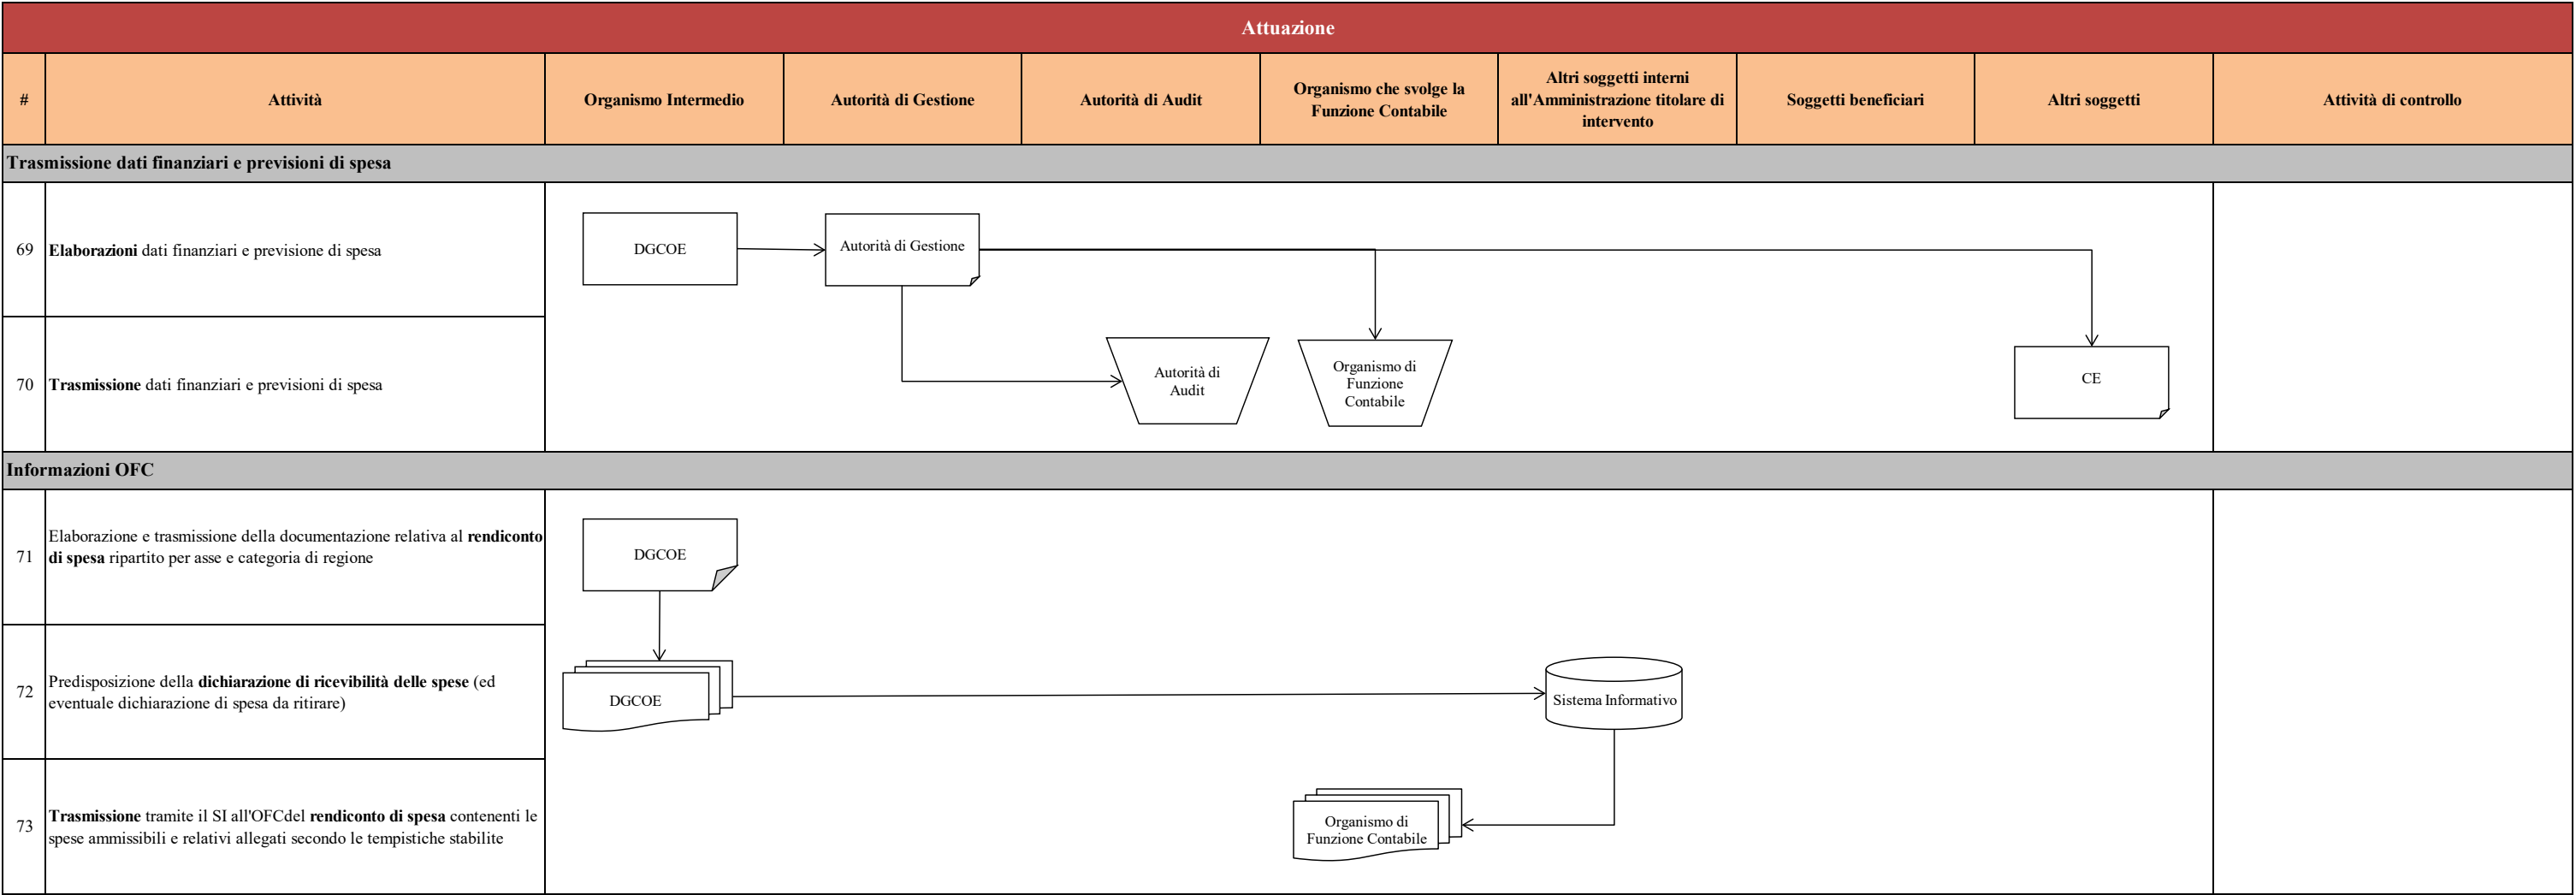 Attuazione
#
Attività
Organismo Intermedio
Autorità di Gestione
Autorità di Audit
Organismo che svolge la
Funzione Contabile
Altri soggetti interni
all'Amministrazione titolare di
intervento
Soggetti beneficiari
Altri soggetti
Attività di controllo
Trasmissione dati finanziari e previsioni di spesa
69
Elaborazioni dati finanziari e previsione di spesa
DGCOE
Autorità di Gestione
70
Trasmissione dati finanziari e previsioni di spesa
Autorità di
Audit
Organismo di
Funzione
Contabile
CE
Informazioni OFC
71
Elaborazione e trasmissione della documentazione relativa al rendiconto
di spesa ripartito per asse e categoria di regione
DGCOE
72
Predisposizione della dichiarazione di ricevibilità delle spese (ed
eventuale dichiarazione di spesa da ritirare)
DGCOE
Sistema Informativo
73
Trasmissione tramite il SI all'OFCdel rendiconto di spesa contenenti le
spese ammissibili e relativi allegati secondo le tempistiche stabilite
Organismo di
Funzione Contabile